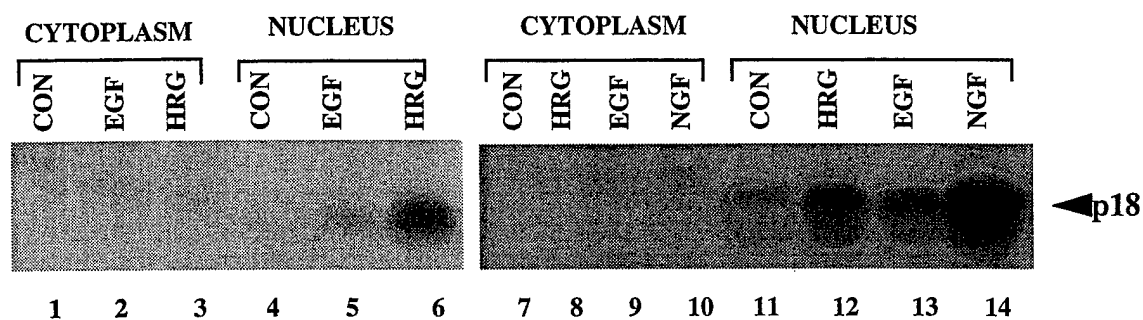 CYTOPLASM NUCLEUS CYTOPLASM NUCLEUS
CON EGF HRG CON EGF HRG CON HRG EGF NGF CON HRG EGF NGF
p18
1 2 3 4 5 6 7 8 9 10 11 12 13 14